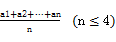 a1+a2+⋯+an
n
(n ≤ 4)